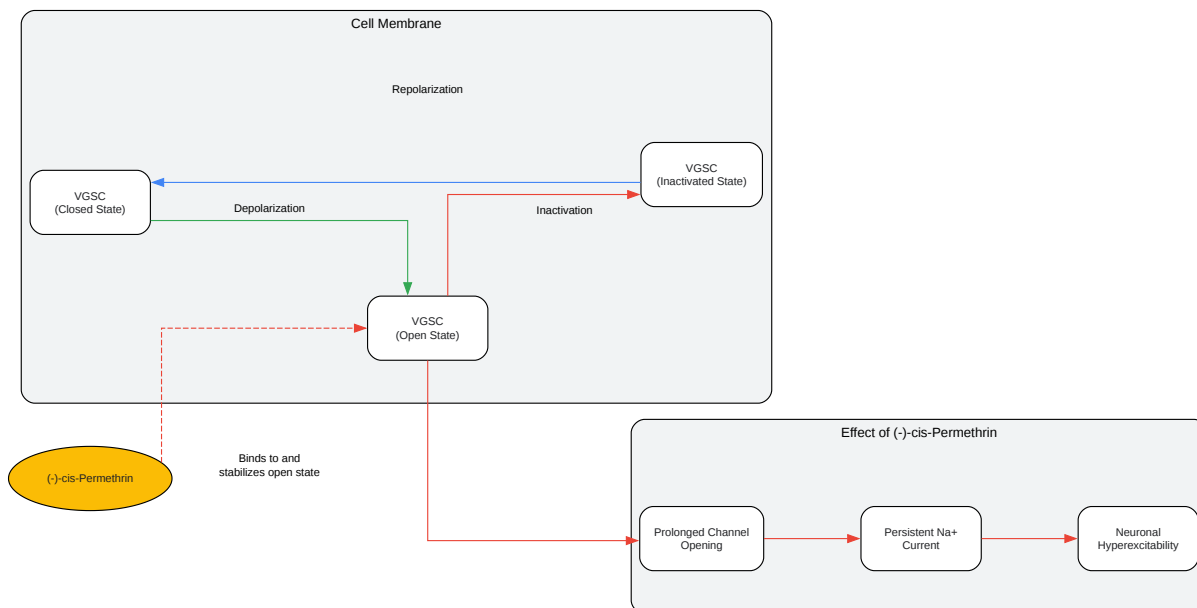 Cell Membrane
Repolarization
VGSC
(Inactivated State)
VGSC
(Closed State)
Depolarization
Inactivation
VGSC
(Open State)
Binds to and
stabilizes open state
(-)-cis-Permethrin
Effect of (-)-cis-Permethrin
Prolonged Channel
Opening
Persistent Na+
Current
Neuronal
Hyperexcitability